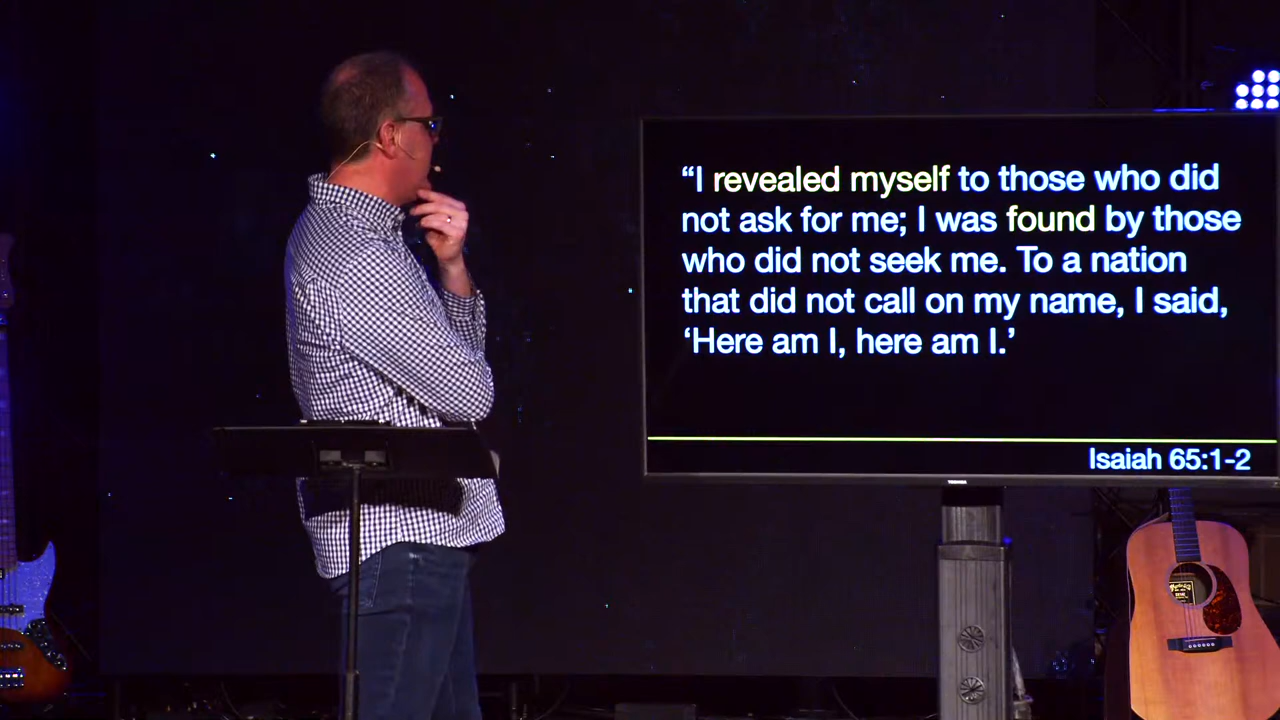 “I revealed myself to those who did
not ask for me; I was found by those
who did not seek me. To a nation
that did not call on my name, I said,
‘Here am I, here am I.’
Isaiah 65:1-2
TOSHIBA